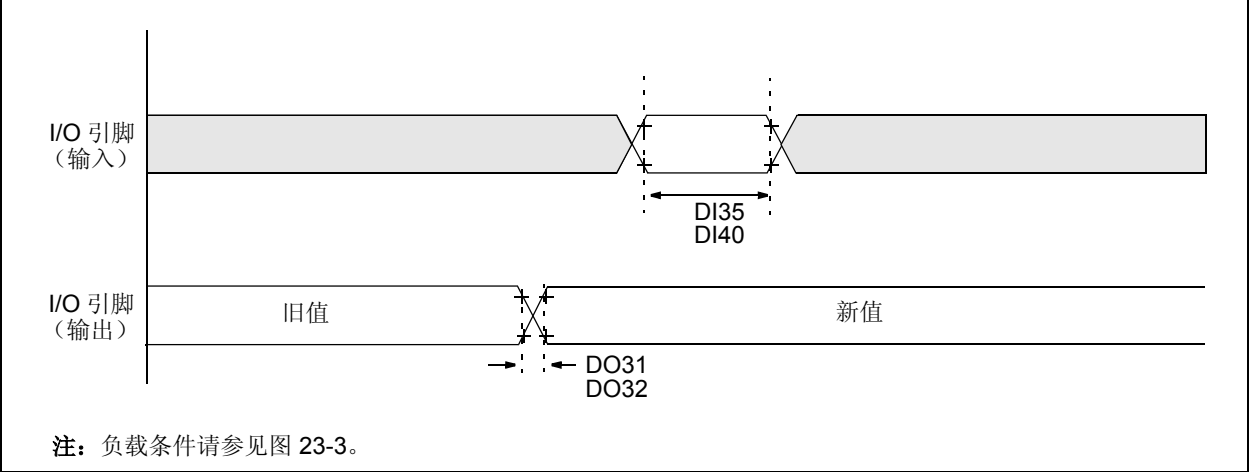 I/O 引脚
（输入）
DI35
DI40
I/O 引脚
（输出）
旧值
新值
DO31
DO32
注：负载条件请参见图 23-3。